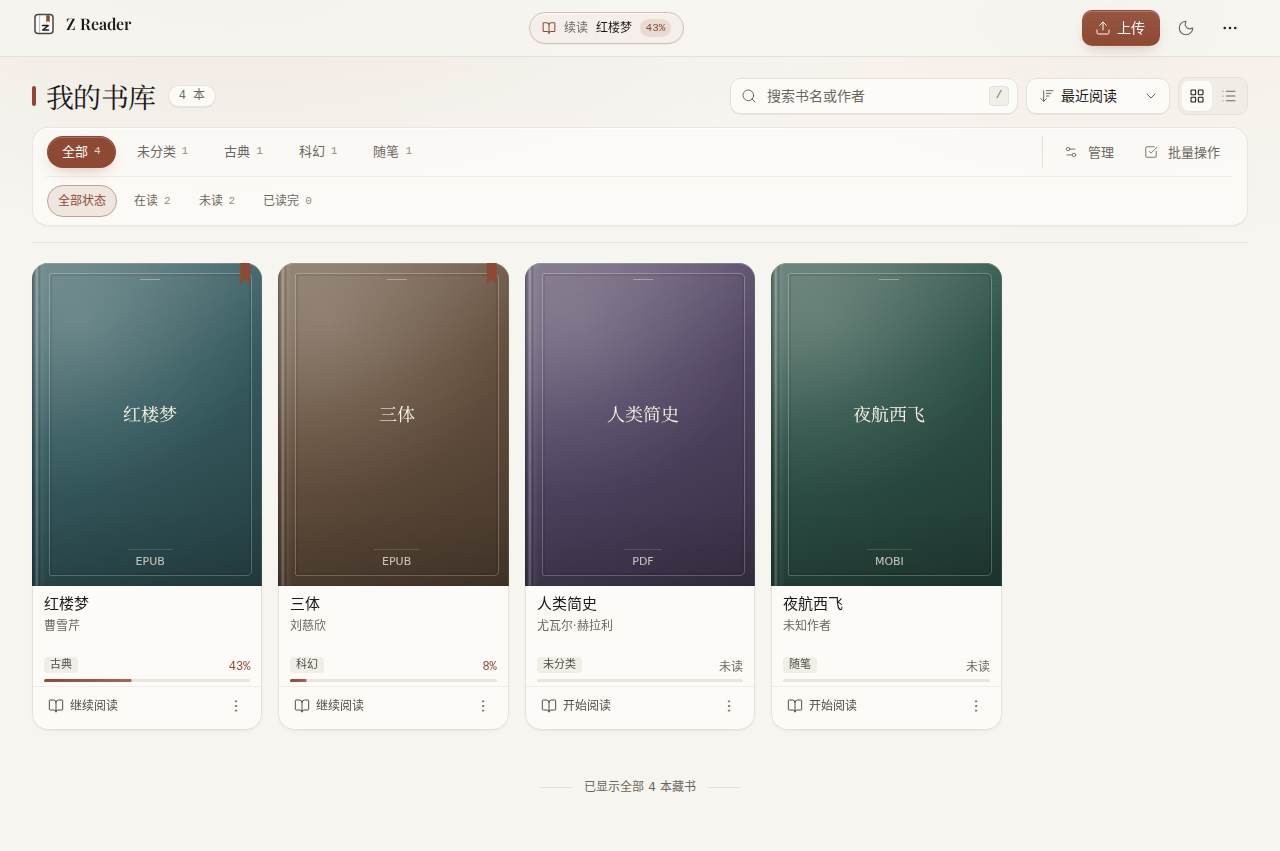 Z Reader
续读 红楼梦 43%
上传
我的书库 4 本
搜索书名或作者 /
最近阅读
全部 4 未分类 1 古典 1 科幻 1 随笔 1
管理 批量操作
全部状态 在读 2 未读 2 已读完 0
红楼梦
EPUB
红楼梦
曹雪芹
古典 43%
继续阅读
三体
EPUB
三体
刘慈欣
科幻 8%
继续阅读
人类简史
PDF
人类简史
尤瓦尔·赫拉利
未分类 未读
开始阅读
夜航西飞
MOBI
夜航西飞
未知作者
随笔 未读
开始阅读
已显示全部 4 本藏书